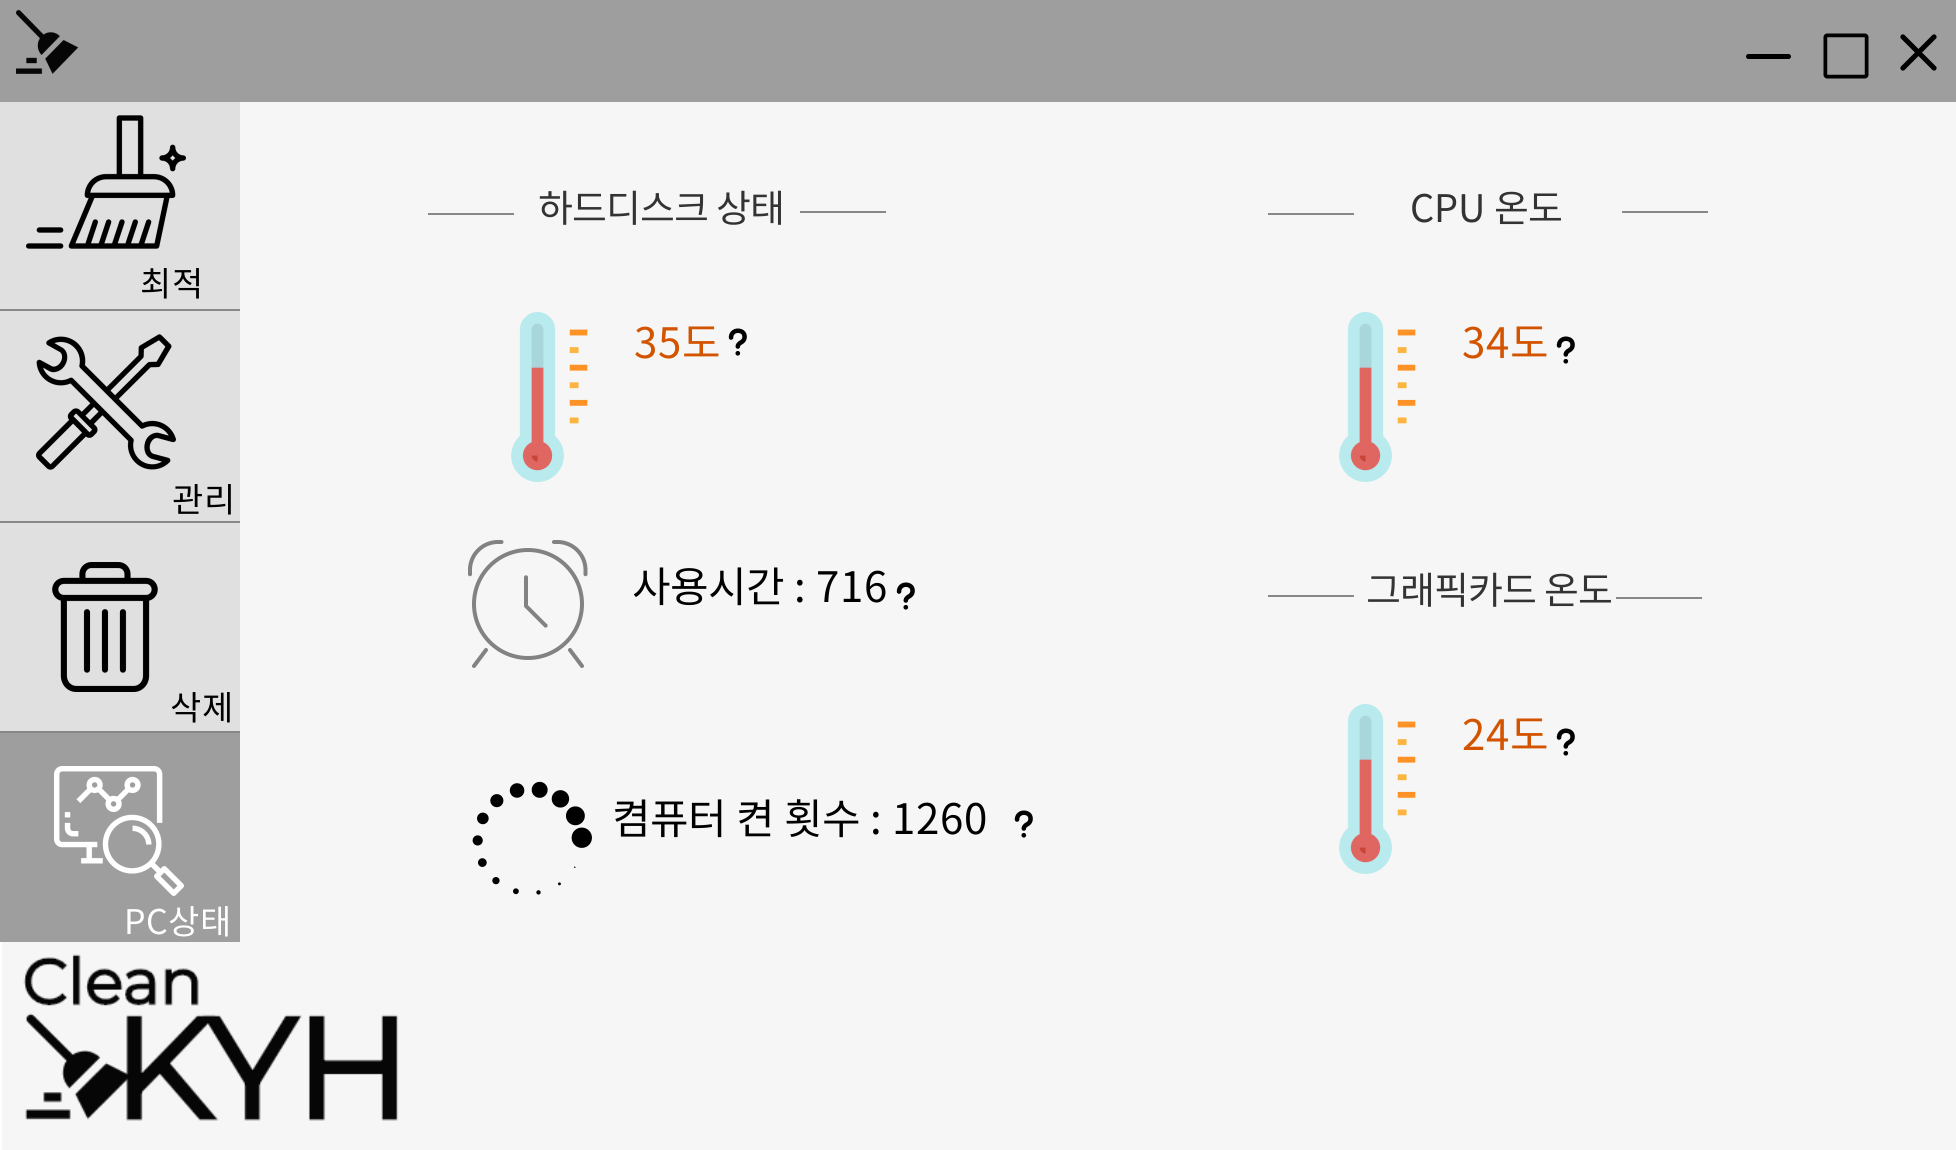 최적
관리
삭제
PC상태
하드디스크 상태
35도 ?
사용시간 : 716 ?
켬퓨터 켠 횟수 : 1260 ?
CPU 온도
34도 ?
그래픽카드 온도
24도 ?
Clean
KYH